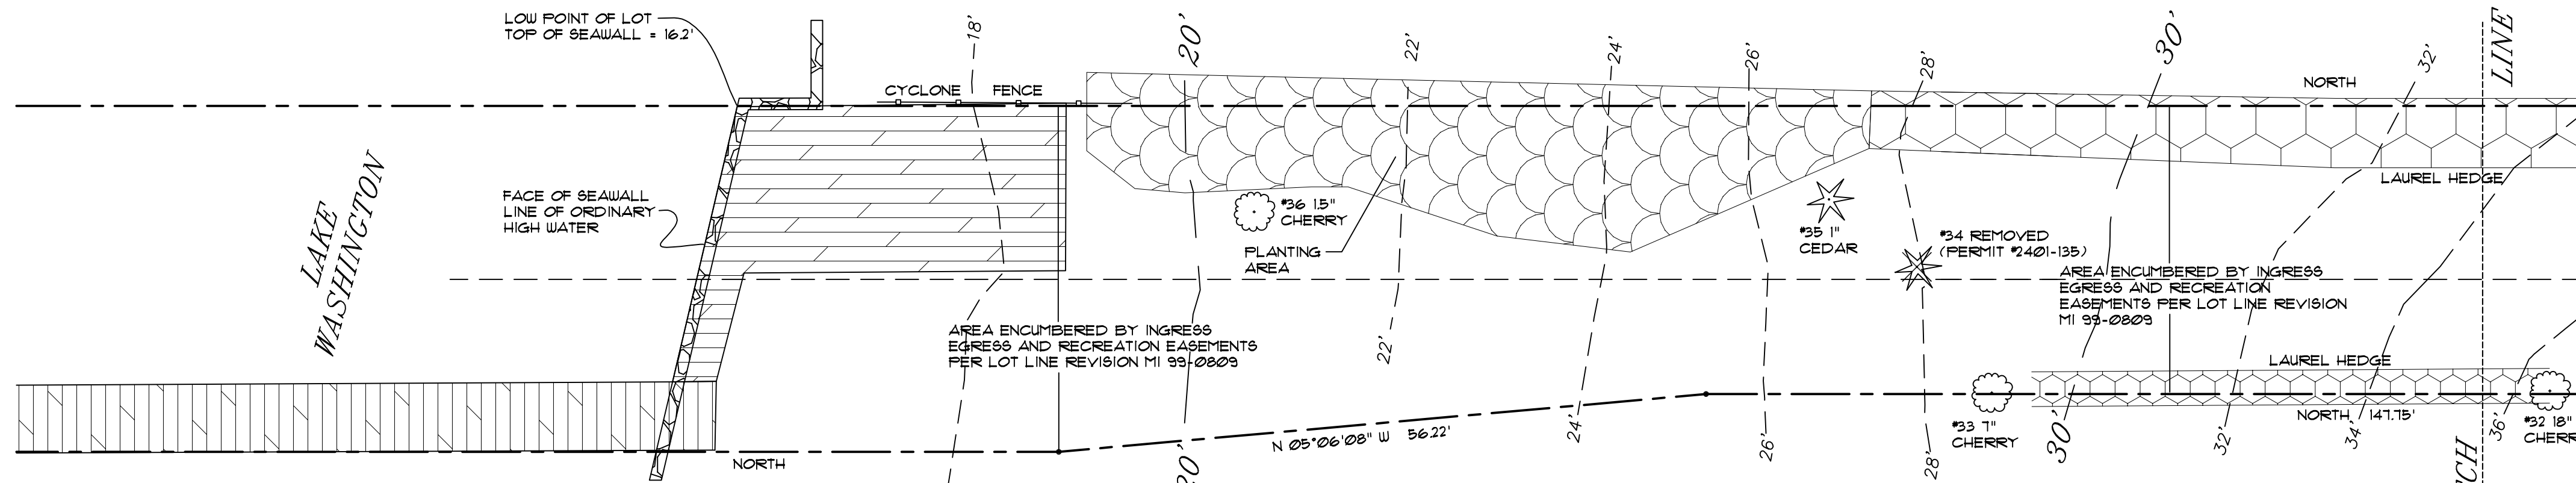 LOW POINT OF LOT
TOP OF SEAWALL = 16.2'
18'
20'
22'
24'
26'
28'
30'
32'
LINE
CYCLONE FENCE
NORTH
LAKE
WASHINGTON
FACE OF SEAWALL
LINE OF ORDINARY
HIGH WATER
#36 1.5"
CHERRY
PLANTING
AREA
#35 1"
CEDAR
#34 REMOVED
(PERMIT #2401-135)
LAUREL HEDGE
AREA ENCUMBERED BY INGRESS
EGRESS AND RECREATION
EASEMENTS PER LOT LINE REVISION
MI 99-0809
AREA ENCUMBERED BY INGRESS
EGRESS AND RECREATION EASEMENTS
PER LOT LINE REVISION MI 99-0809
22'
LAUREL HEDGE
NORTH
N 05°06'08" W 56.22'
#33 7"
CHERRY
NORTH 147.75'
#32 18"
CHER
20'
24'
26'
28'
30'
32'
34'
36'